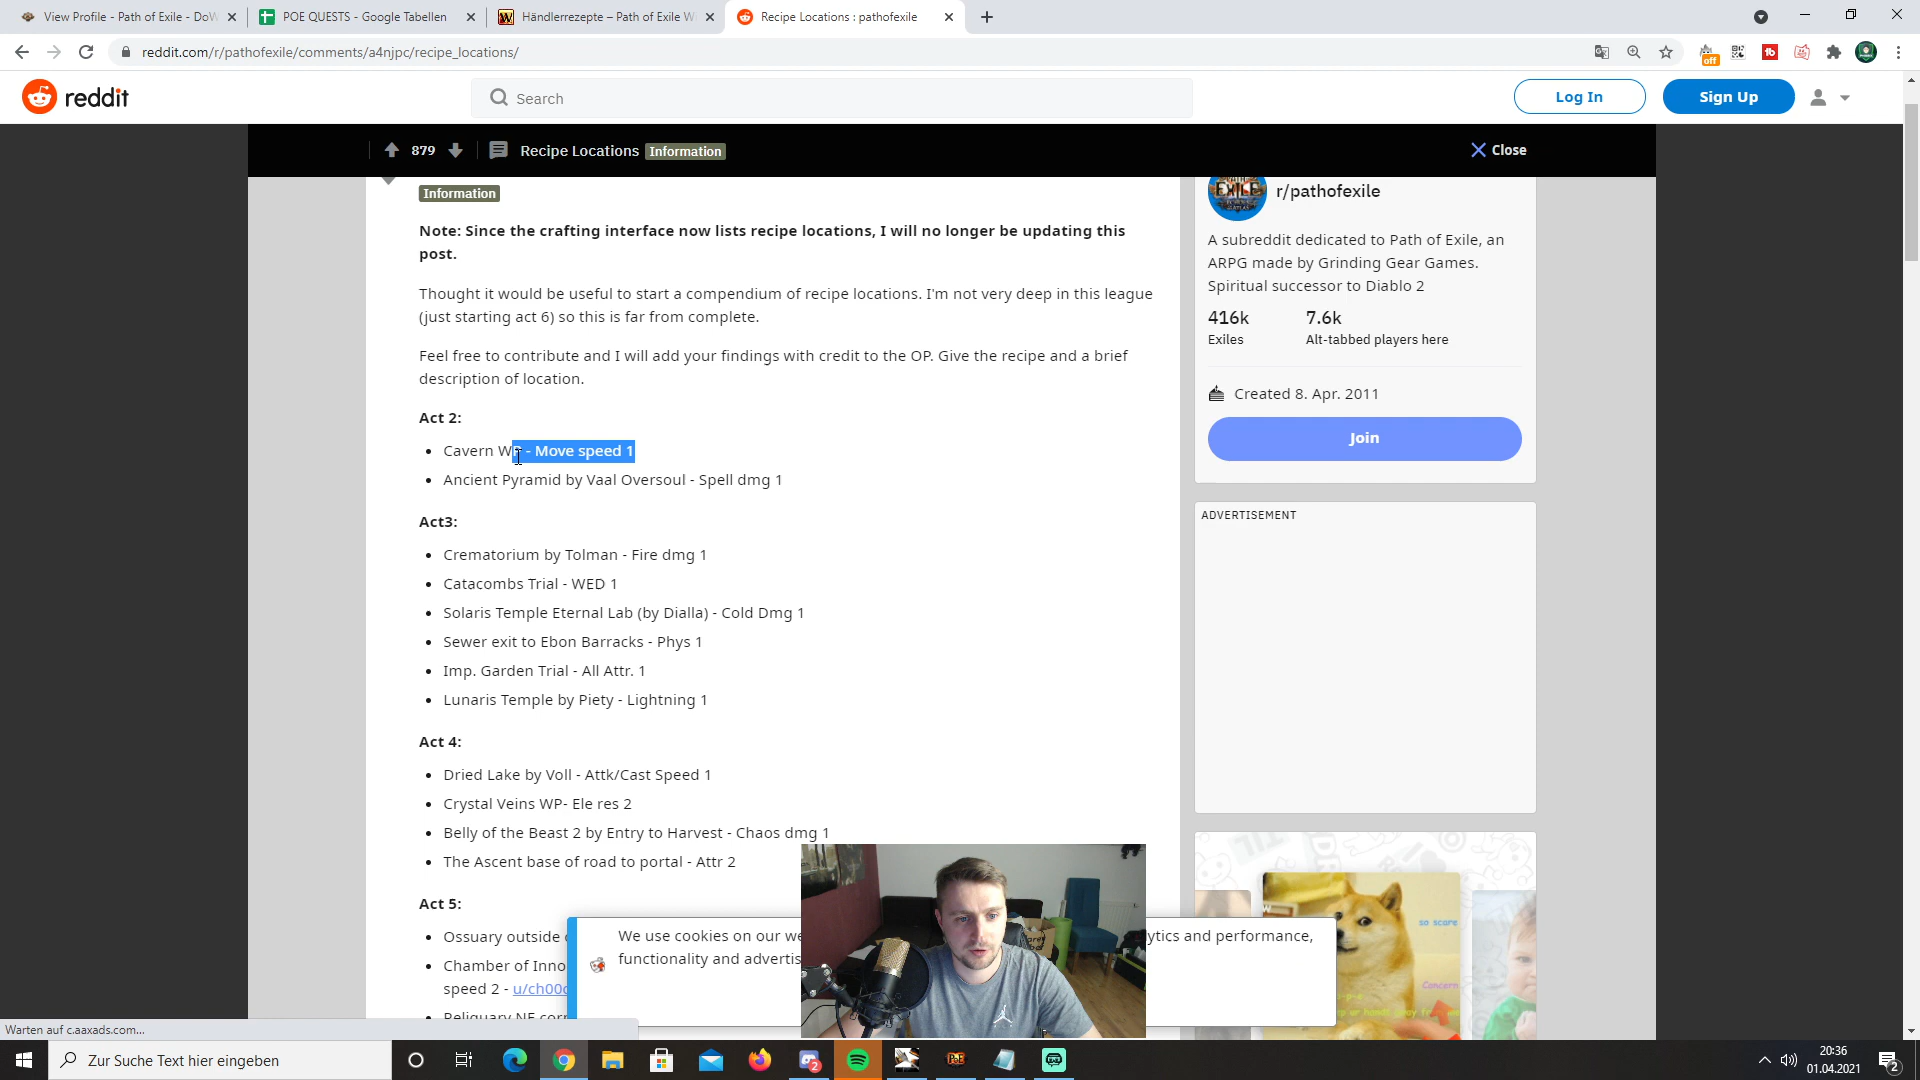 View Profile - Path of Exile - DoW
POE QUESTS - Google Tabellen
Händlerrezepte – Path of Exile W
Recipe Locations : pathofexile
reddit.com/r/pathofexile/comments/a4njpc/recipe_locations/
off
reddit
Search
Log In
Sign Up
879
Recipe Locations
Information
Close
Information
Note: Since the crafting interface now lists recipe locations, I will no longer be updating this
post.
Thought it would be useful to start a compendium of recipe locations. I'm not very deep in this league
(just starting act 6) so this is far from complete.
Feel free to contribute and I will add your findings with credit to the OP. Give the recipe and a brief
description of location.
Act 2:
• Cavern WP - Move speed 1
• Ancient Pyramid by Vaal Oversoul - Spell dmg 1
Act3:
• Crematorium by Tolman - Fire dmg 1
• Catacombs Trial - WED 1
• Solaris Temple Eternal Lab (by Dialla) - Cold Dmg 1
• Sewer exit to Ebon Barracks - Phys 1
• Imp. Garden Trial - All Attr. 1
• Lunaris Temple by Piety - Lightning 1
Act 4:
• Dried Lake by Voll - Attk/Cast Speed 1
• Crystal Veins WP- Ele res 2
• Belly of the Beast 2 by Entry to Harvest - Chaos dmg 1
• The Ascent base of road to portal - Attr 2
Act 5:
• Ossuary outside
• Chamber of Inno
speed 2 - u/ch00
• Reliquary NE cor
r/pathofexile
A subreddit dedicated to Path of Exile, an
ARPG made by Grinding Gear Games.
Spiritual successor to Diablo 2
416k
7.6k
Exiles
Alt-tabbed players here
Created 8. Apr. 2011
Join
ADVERTISEMENT
so scare
Concern
We use cookies on our we
ytics and performance,
functionality and advertis
Warten auf c.aaxads.com...
Zur Suche Text hier eingeben
2
PoE
20:36
01.04.2021
2